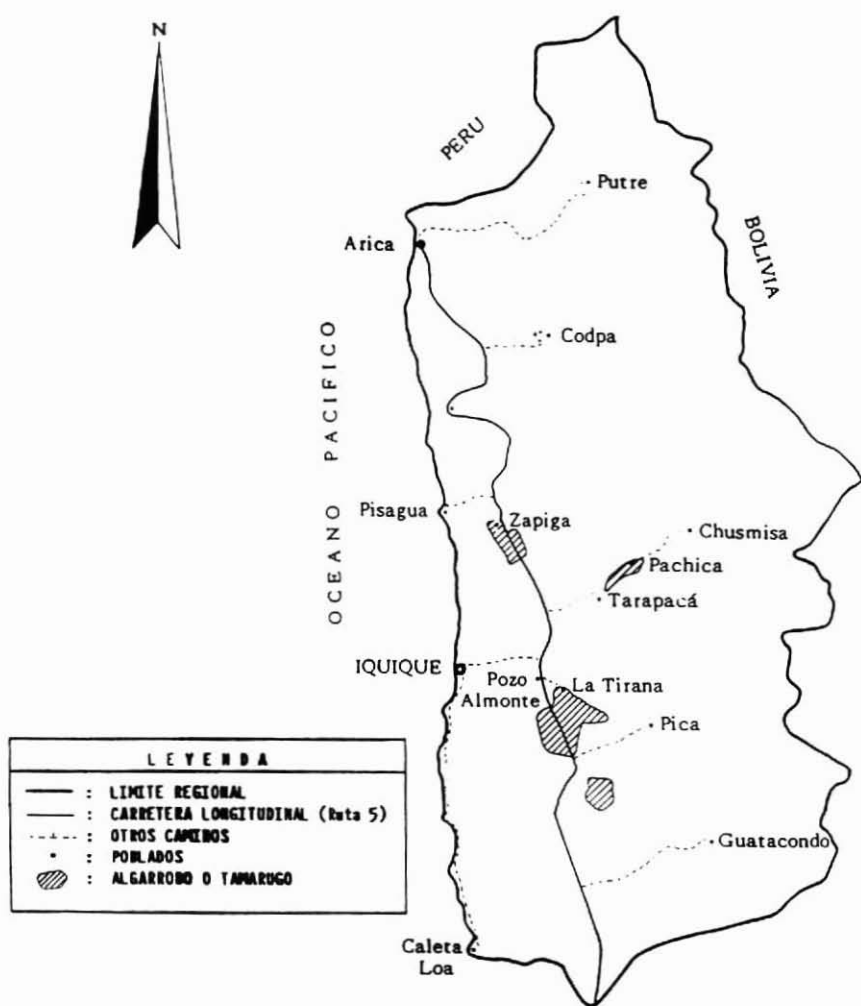 N
PERU
BOLIVIA
Putre
Arica
Codpa
OCEANO PACIFICO
Pisagua
Zapiga
Chusmisa
Pachica
Tarapacá
IQUIQUE
Pozo
Almonte
La Tirana
Pica
Guatacondo
Caleta
Loa
LEYENDA
: LIMITE REGIONAL
: CARRETERA LONGITUDINAL (Ruta 5)
: OTROS CAMINOS
: POBLADOS
: ALGARROBO O TAMARUGO